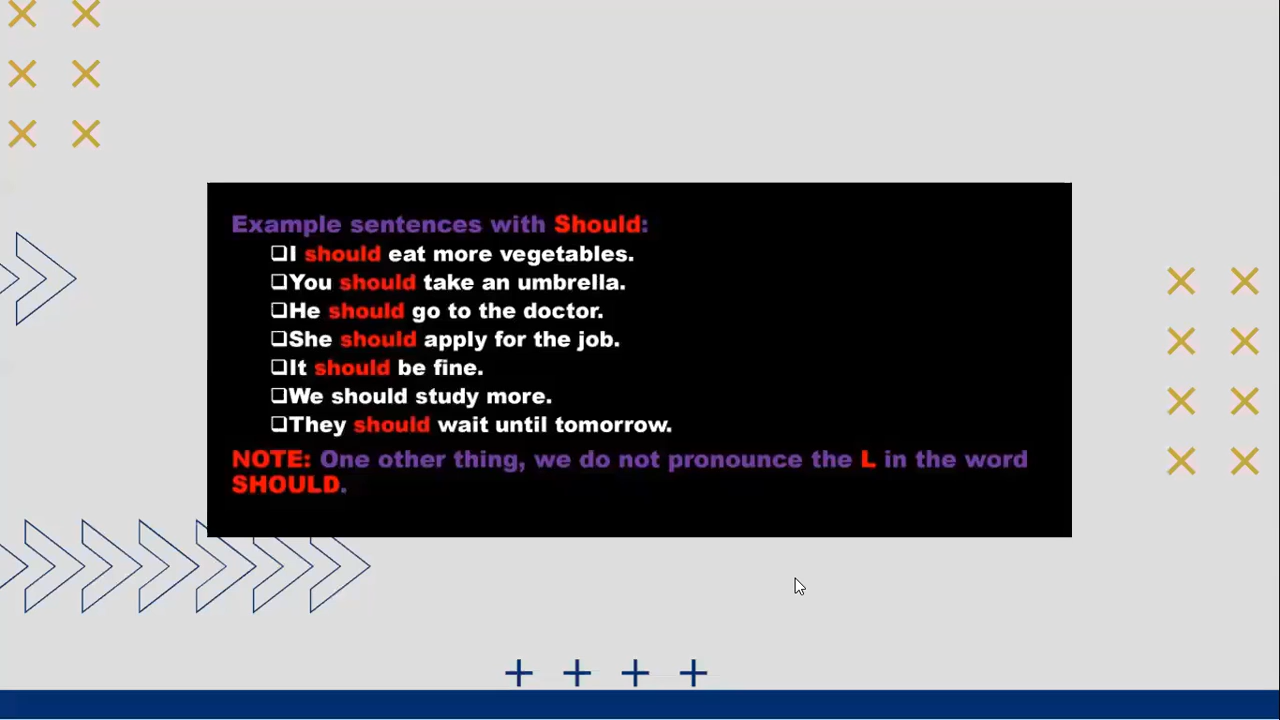 Example sentences with Should:
❑I should eat more vegetables.
❑You should take an umbrella.
❑He should go to the doctor.
❑She should apply for the job.
❑It should be fine.
❑We should study more.
❑They should wait until tomorrow.
NOTE: One other thing, we do not pronounce the L in the word
SHOULD.